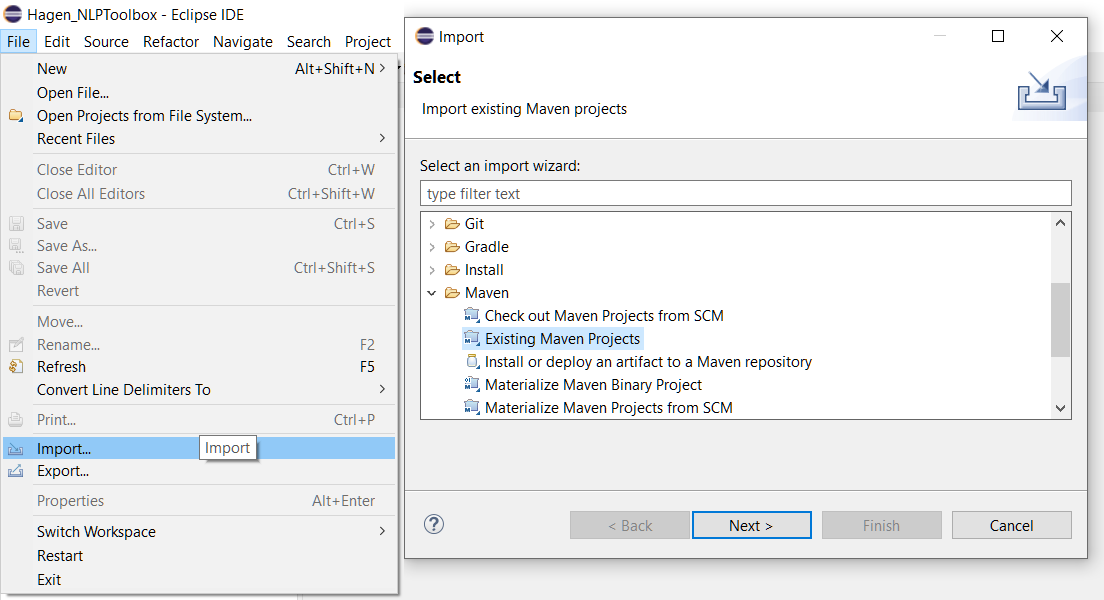 Hagen_NLPToolbox - Eclipse IDE
File Edit Source Refactor Navigate Search Project
New Alt+Shift+N >
Open File...
Open Projects from File System...
Recent Files >
Close Editor Ctrl+W
Close All Editors Ctrl+Shift+W
Save Ctrl+S
Save As...
Save All Ctrl+Shift+S
Revert
Move...
Rename... F2
Refresh F5
Convert Line Delimiters To >
Print... Ctrl+P
Import... Import
Export...
Properties Alt+Enter
Switch Workspace >
Restart
Exit
Import
Select
Import existing Maven projects
Select an import wizard:
type filter text
Git
Gradle
Install
Maven
Check out Maven Projects from SCM
Existing Maven Projects
Install or deploy an artifact to a Maven repository
Materialize Maven Binary Project
Materialize Maven Projects from SCM
? < Back Next > Finish Cancel